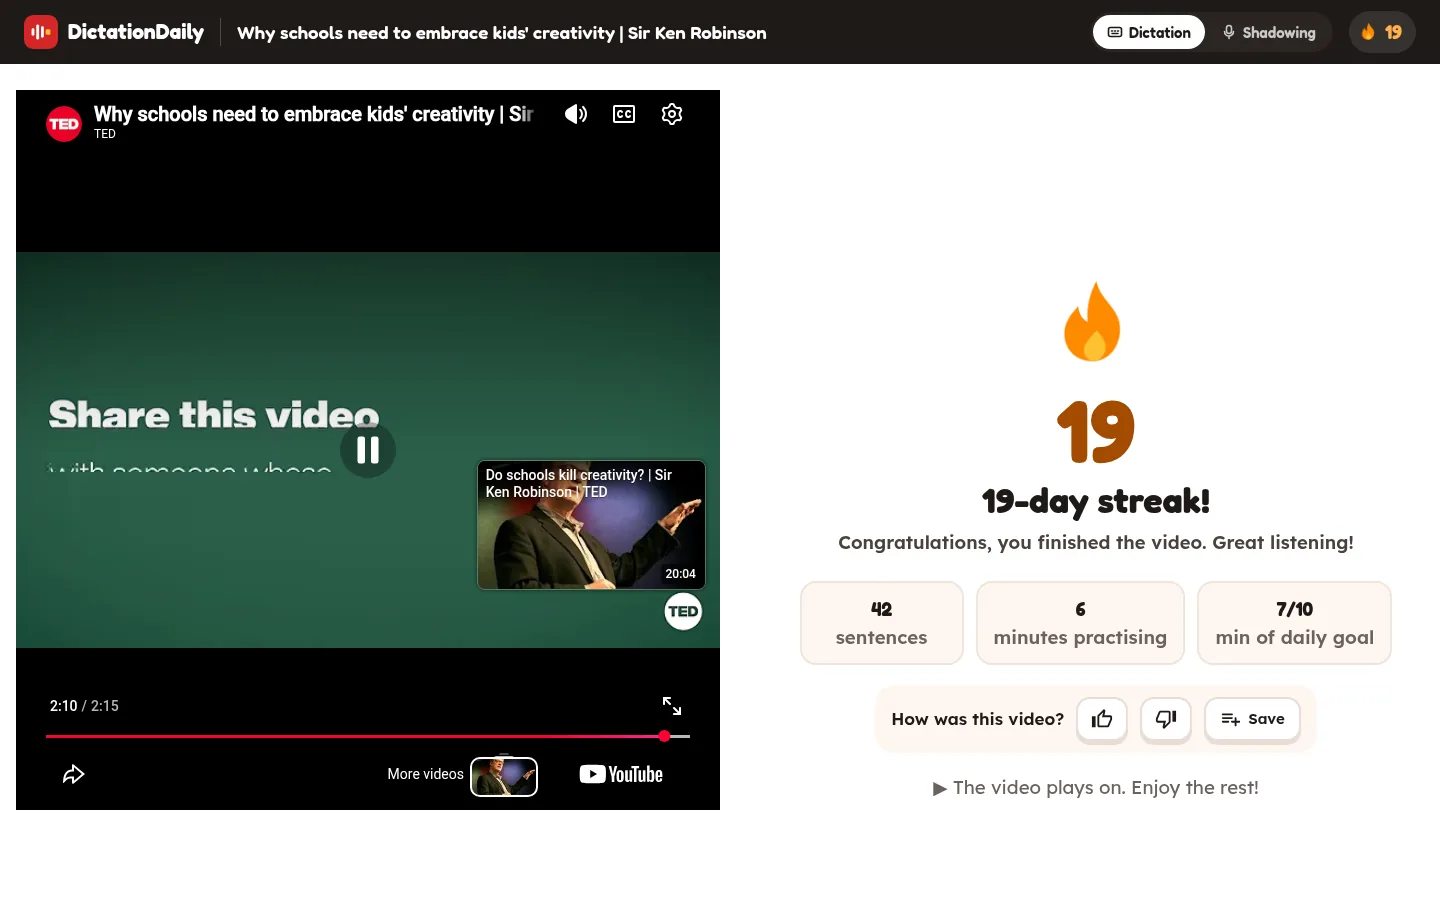 DictationDaily
Why schools need to embrace kids' creativity | Sir Ken Robinson
Dictation
Shadowing
19
TED
Why schools need to embrace kids' creativity | Sir
TED
Share this video
with someone whose
Do schools kill creativity? | Sir
Ken Robinson | TED
20:04
TED
2:10 / 2:15
More videos
YouTube
19
19-day streak!
Congratulations, you finished the video. Great listening!
42
sentences
6
minutes practising
7/10
min of daily goal
How was this video?
Save
▶ The video plays on. Enjoy the rest!